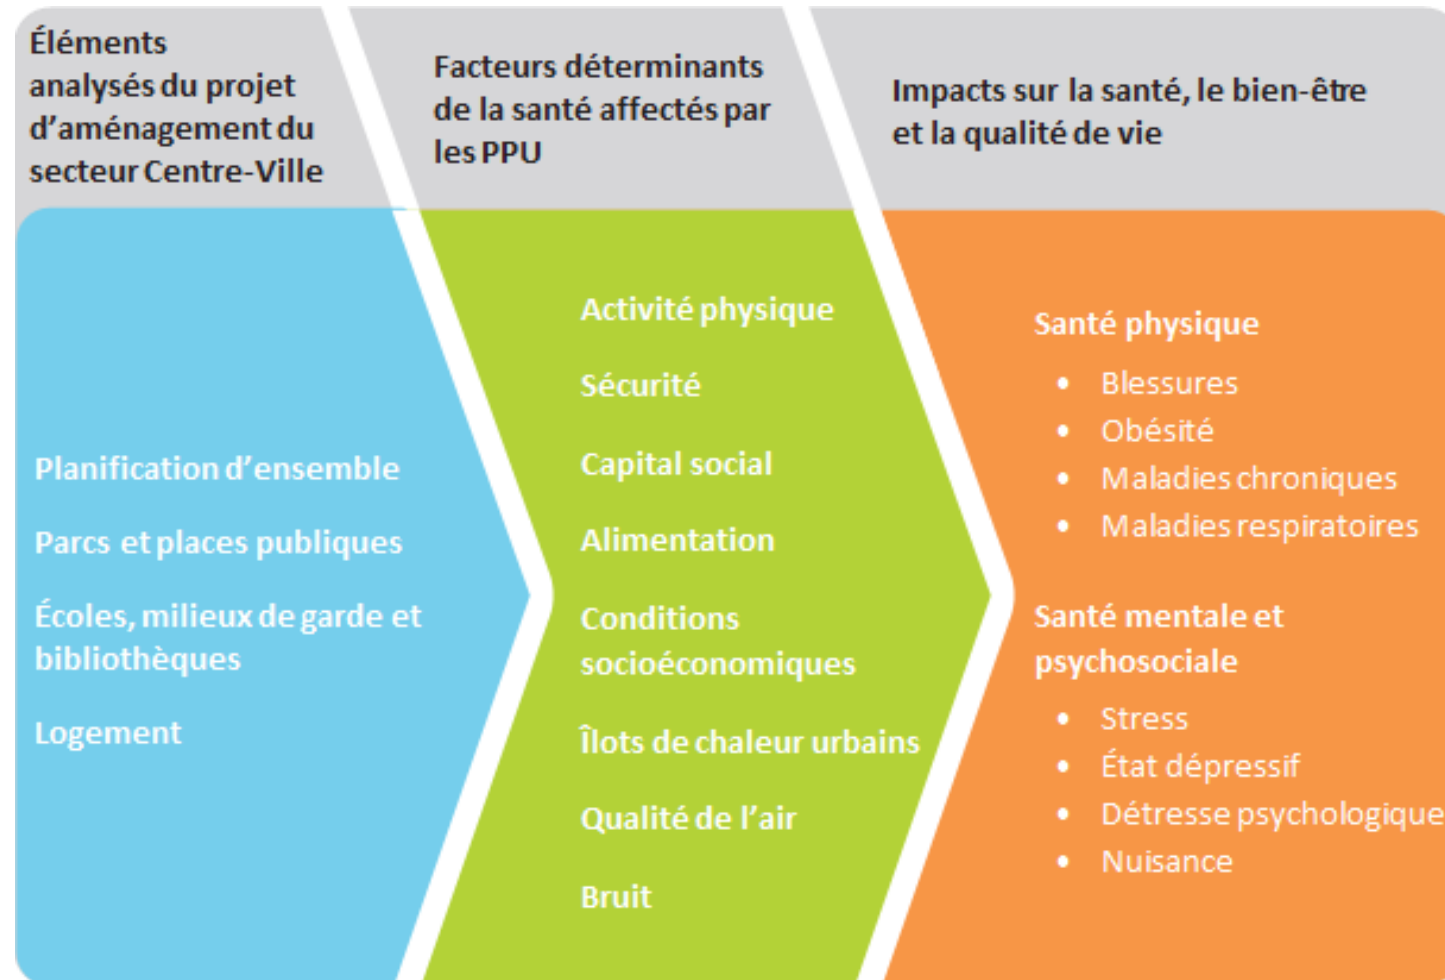 Éléments
analysés du projet
d’aménagement du
secteur Centre-Ville
Facteurs déterminants
de la santé affectés par
les PPU
Impacts sur la santé, le bien-être
et la qualité de vie
Planification d’ensemble
Parcs et places publiques
Écoles, milieux de garde et
bibliothèques
Logement
Activité physique
Sécurité
Capital social
Alimentation
Conditions
socioéconomiques
Îlots de chaleur urbains
Qualité de l’air
Bruit
Santé physique
• Blessures
• Obésité
• Maladies chroniques
• Maladies respiratoires
Santé mentale et
psychosociale
• Stress
• État dépressif
• Détresse psychologique
• Nuisance